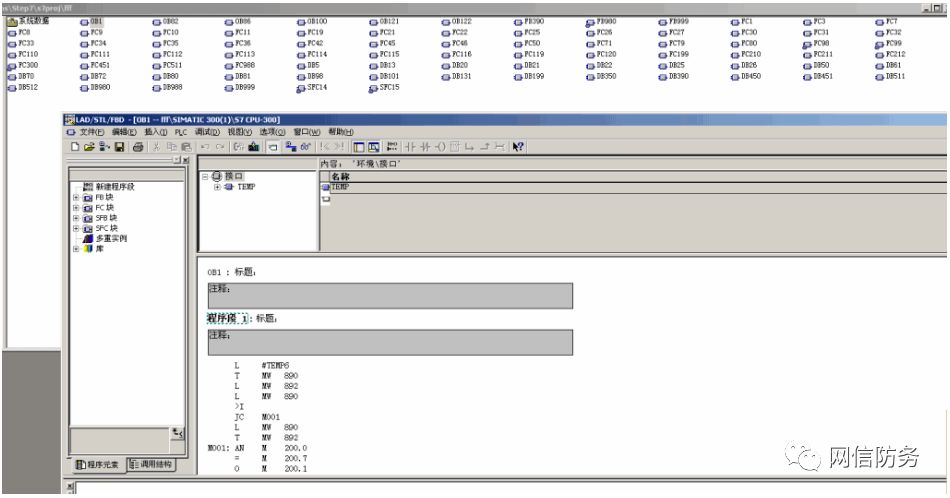 as\Step7\s7proj\fff
系统数据 OB1 OB82 OB86 OB100 OB121 OB122 FB390 FB980 FB999 FC1 FC3 FC7
FC8 FC9 FC10 FC11 FC19 FC21 FC22 FC25 FC26 FC27 FC30 FC31 FC32
FC33 FC34 FC35 FC36 FC42 FC45 FC46 FC50 FC71 FC79 FC80 FC98 FC99
FC110 FC111 FC112 FC113 FC114 FC115 FC116 FC119 FC120 FC199 FC210 FC211 FC212
FC300 FC451 FC511 FC988 DB5 DB13 DB20 DB21 DB22 DB25 DB26 DB50 DB61
DB70 DB72 DB80 DB81 DB98 DB101 DB131 DB199 DB350 DB390 DB450 DB451 DB511
DB512 DB980 DB988 DB999 SFC14 SFC15
LAD/STL/FBD - [OB1 -- fff\SIMATIC 300(1)\S7 CPU-300]
文件(F) 编辑(E) 插入(I) PLC 调试(D) 视图(V) 选项(O) 窗口(W) 帮助(H)
内容: '环境\接口'
接口 名称
TEMP TEMP
新建程序段
FB 块
FC 块
SFB 块
SFC 块
多重实例
库
OB1 : 标题:
注释:
程序段 1: 标题:
注释:
L #TEMP6
T MW 890
L MW 892
L MW 890
>I
JC M001
L MW 890
T MW 892
M001: AN M 200.0
= M 200.7
O M 200.1
程序元素 调用结构
网信防务